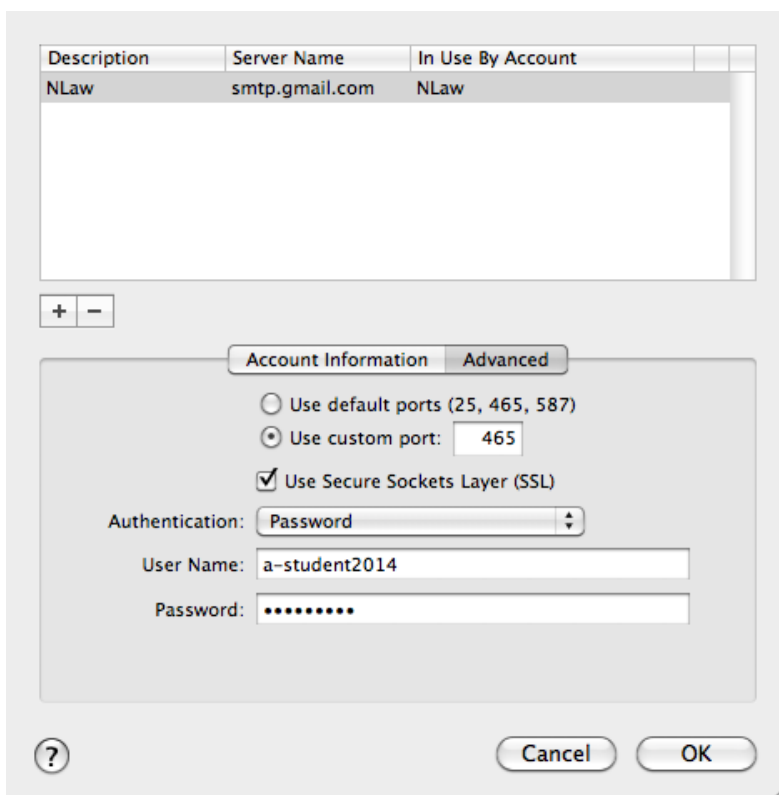 Description Server Name In Use By Account
NLaw smtp.gmail.com NLaw
+ −
Account Information Advanced
Use default ports (25, 465, 587)
Use custom port: 465
Use Secure Sockets Layer (SSL)
Authentication: Password
User Name: a-student2014
Password: •••••••••
? Cancel OK